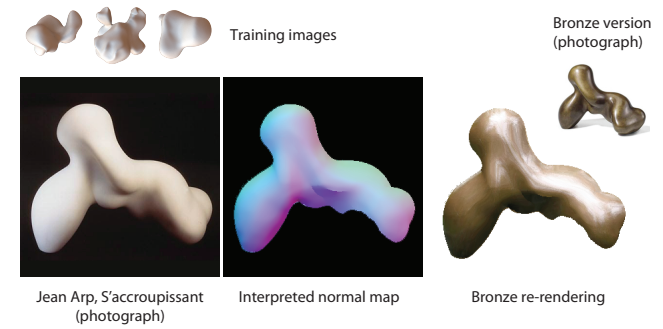 Training images
Bronze version
(photograph)
Jean Arp, S'accroupissant
(photograph)
Interpreted normal map
Bronze re-rendering